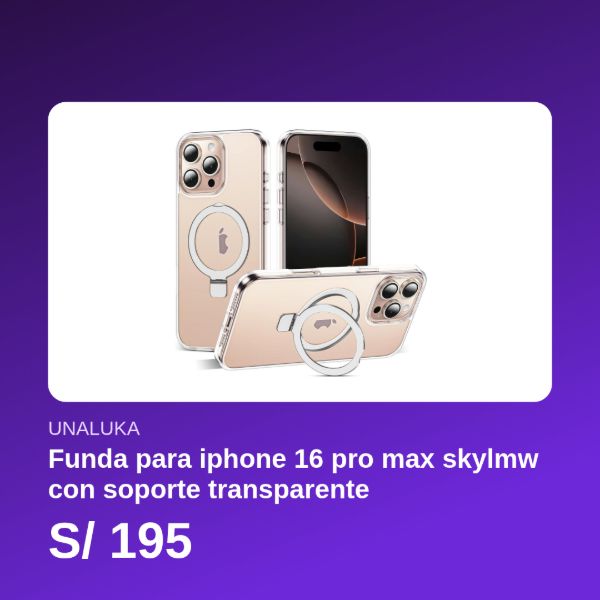 UNALUKA
Funda para iphone 16 pro max skylmw
con soporte transparente
S/ 195